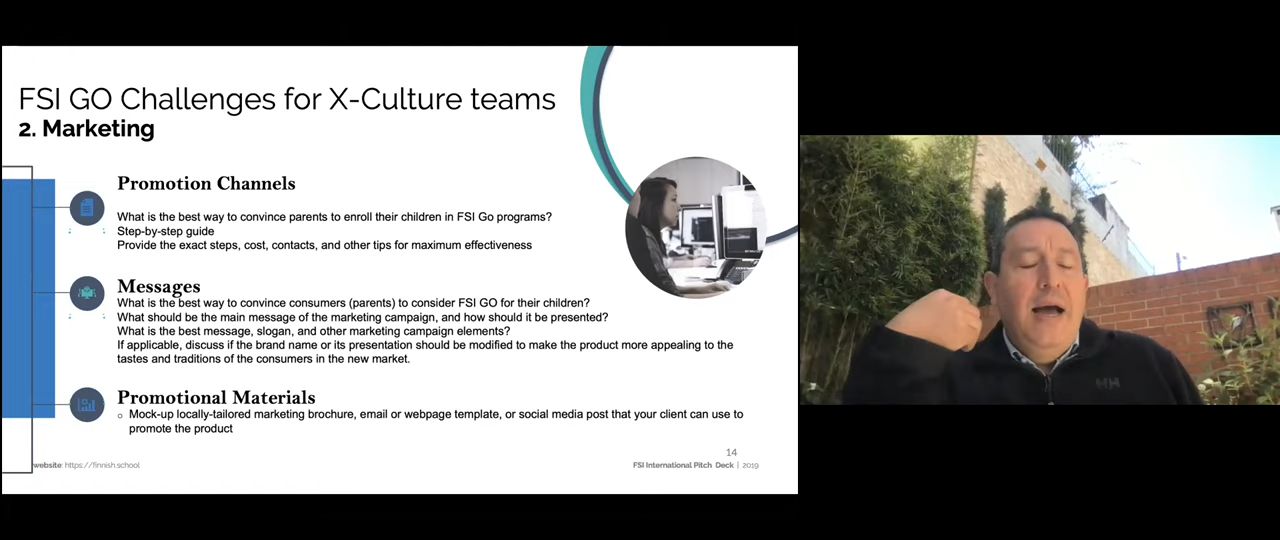 FSI GO Challenges for X-Culture teams
2. Marketing
Promotion Channels
What is the best way to convince parents to enroll their children in FSI Go programs?
Step-by-step guide
Provide the exact steps, cost, contacts, and other tips for maximum effectiveness
Messages
What is the best way to convince consumers (parents) to consider FSI GO for their children?
What should be the main message of the marketing campaign, and how should it be presented?
What is the best message, slogan, and other marketing campaign elements?
If applicable, discuss if the brand name or its presentation should be modified to make the product more appealing to the
tastes and traditions of the consumers in the new market.
Promotional Materials
Mock-up locally-tailored marketing brochure, email or webpage template, or social media post that your client can use to
promote the product
14
website: https://finnish.school
FSI International Pitch Deck | 2019
HH